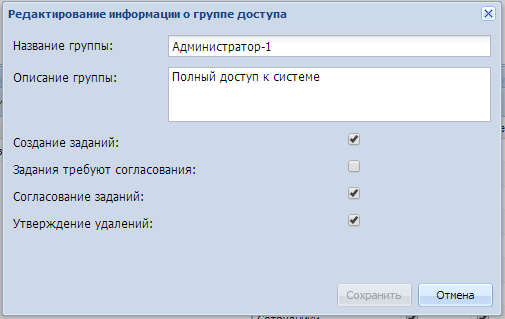 Редактирование информации о группе доступа
Название группы: Администратор-1
Описание группы: Полный доступ к системе
Создание заданий:
Задания требуют согласования:
Согласование заданий:
Утверждение удалений:
Сохранить Отмена